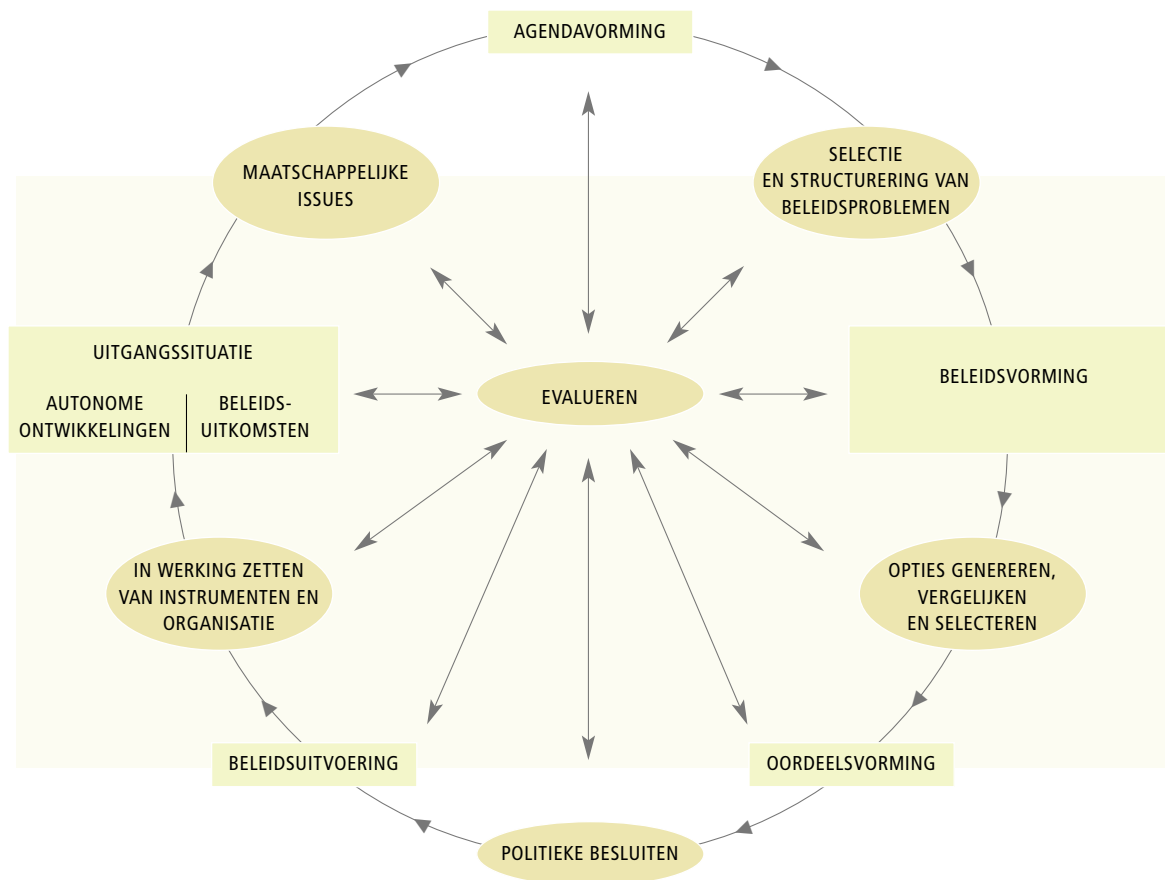 AGENDAVORMING
MAATSCHAPPELIJKE
ISSUES
SELECTIE
EN STRUCTURERING VAN
BELEIDSPROBLEMEN
UITGANGSSITUATIE
AUTONOME
ONTWIKKELINGEN
BELEIDS-
UITKOMSTEN
EVALUEREN
BELEIDSVORMING
IN WERKING ZETTEN
VAN INSTRUMENTEN EN
ORGANISATIE
OPTIES GENEREREN,
VERGELIJKEN
EN SELECTEREN
BELEIDSUITVOERING
OORDEELSVORMING
POLITIEKE BESLUITEN